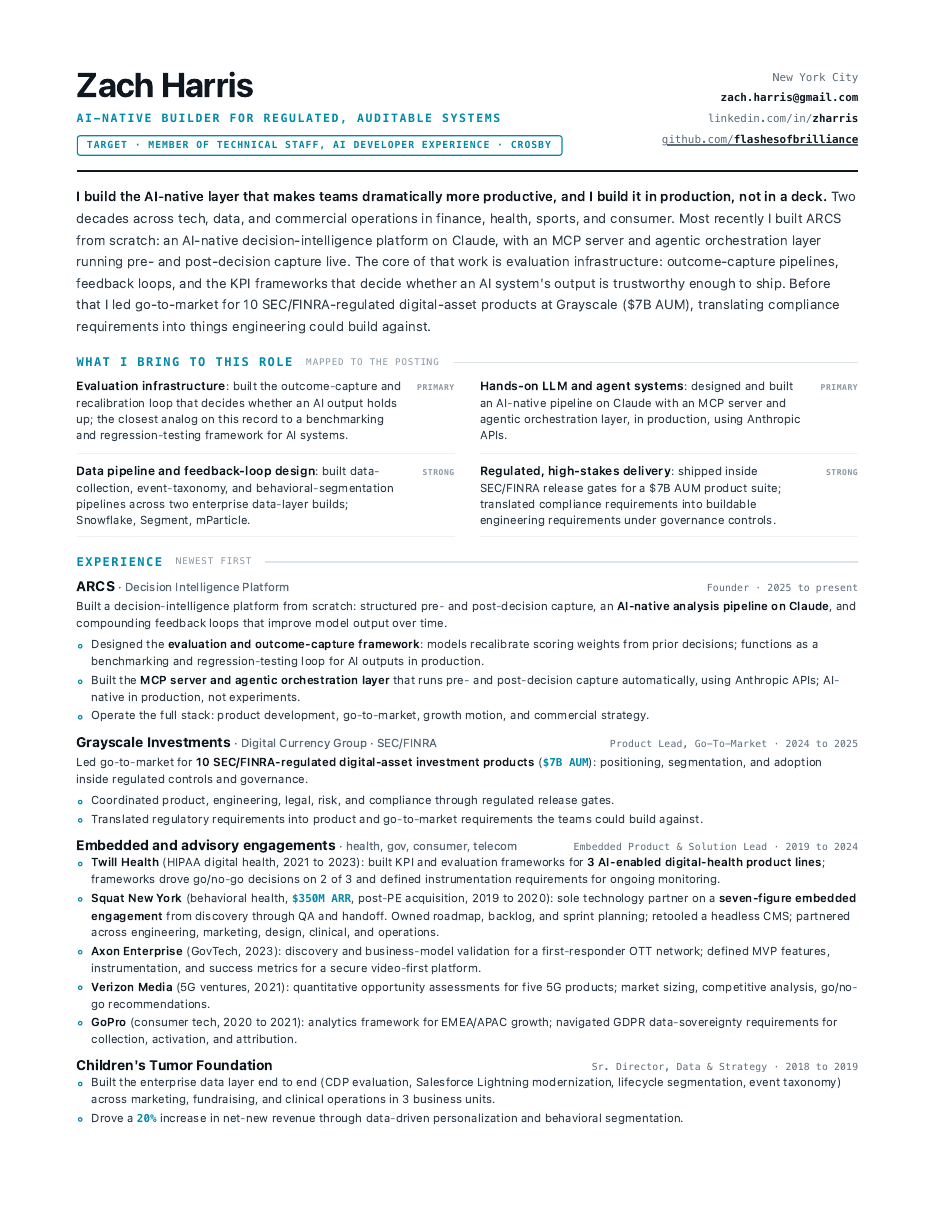 Zach Harris
AI–NATIVE BUILDER FOR REGULATED, AUDITABLE SYSTEMS
TARGET · MEMBER OF TECHNICAL STAFF, AI DEVELOPER EXPERIENCE · CROSBY
New York City
zach.harris@gmail.com
linkedin.com/in/zharris
github.com/flashesofbrilliance
I build the AI-native layer that makes teams dramatically more productive, and I build it in production, not in a deck. Two
decades across tech, data, and commercial operations in finance, health, sports, and consumer. Most recently I built ARCS
from scratch: an AI-native decision-intelligence platform on Claude, with an MCP server and agentic orchestration layer
running pre- and post-decision capture live. The core of that work is evaluation infrastructure: outcome-capture pipelines,
feedback loops, and the KPI frameworks that decide whether an AI system's output is trustworthy enough to ship. Before
that I led go-to-market for 10 SEC/FINRA-regulated digital-asset products at Grayscale ($7B AUM), translating compliance
requirements into things engineering could build against.
WHAT I BRING TO THIS ROLE MAPPED TO THE POSTING
Evaluation infrastructure: built the outcome-capture and PRIMARY
recalibration loop that decides whether an AI output holds
up; the closest analog on this record to a benchmarking
and regression-testing framework for AI systems.
Hands-on LLM and agent systems: designed and built PRIMARY
an AI-native pipeline on Claude with an MCP server and
agentic orchestration layer, in production, using Anthropic
APIs.
Data pipeline and feedback-loop design: built data- STRONG
collection, event-taxonomy, and behavioral-segmentation
pipelines across two enterprise data-layer builds;
Snowflake, Segment, mParticle.
Regulated, high-stakes delivery: shipped inside STRONG
SEC/FINRA release gates for a $7B AUM product suite;
translated compliance requirements into buildable
engineering requirements under governance controls.
EXPERIENCE NEWEST FIRST
ARCS · Decision Intelligence Platform Founder · 2025 to present
Built a decision-intelligence platform from scratch: structured pre- and post-decision capture, an AI-native analysis pipeline on Claude, and
compounding feedback loops that improve model output over time.
Designed the evaluation and outcome-capture framework: models recalibrate scoring weights from prior decisions; functions as a
benchmarking and regression-testing loop for AI outputs in production.
Built the MCP server and agentic orchestration layer that runs pre- and post-decision capture automatically, using Anthropic APIs; AI-
native in production, not experiments.
Operate the full stack: product development, go-to-market, growth motion, and commercial strategy.
Grayscale Investments · Digital Currency Group · SEC/FINRA Product Lead, Go–To–Market · 2024 to 2025
Led go-to-market for 10 SEC/FINRA-regulated digital-asset investment products ($7B AUM): positioning, segmentation, and adoption
inside regulated controls and governance.
Coordinated product, engineering, legal, risk, and compliance through regulated release gates.
Translated regulatory requirements into product and go-to-market requirements the teams could build against.
Embedded and advisory engagements · health, gov, consumer, telecom Embedded Product & Solution Lead · 2019 to 2024
Twill Health (HIPAA digital health, 2021 to 2023): built KPI and evaluation frameworks for 3 AI-enabled digital-health product lines;
frameworks drove go/no-go decisions on 2 of 3 and defined instrumentation requirements for ongoing monitoring.
Squat New York (behavioral health, $350M ARR, post-PE acquisition, 2019 to 2020): sole technology partner on a seven-figure embedded
engagement from discovery through QA and handoff. Owned roadmap, backlog, and sprint planning; retooled a headless CMS; partnered
across engineering, marketing, design, clinical, and operations.
Axon Enterprise (GovTech, 2023): discovery and business-model validation for a first-responder OTT network; defined MVP features,
instrumentation, and success metrics for a secure video-first platform.
Verizon Media (5G ventures, 2021): quantitative opportunity assessments for five 5G products; market sizing, competitive analysis, go/no-
go recommendations.
GoPro (consumer tech, 2020 to 2021): analytics framework for EMEA/APAC growth; navigated GDPR data-sovereignty requirements for
collection, activation, and attribution.
Children's Tumor Foundation Sr. Director, Data & Strategy · 2018 to 2019
Built the enterprise data layer end to end (CDP evaluation, Salesforce Lightning modernization, lifecycle segmentation, event taxonomy)
across marketing, fundraising, and clinical operations in 3 business units.
Drove a 20% increase in net-new revenue through data-driven personalization and behavioral segmentation.